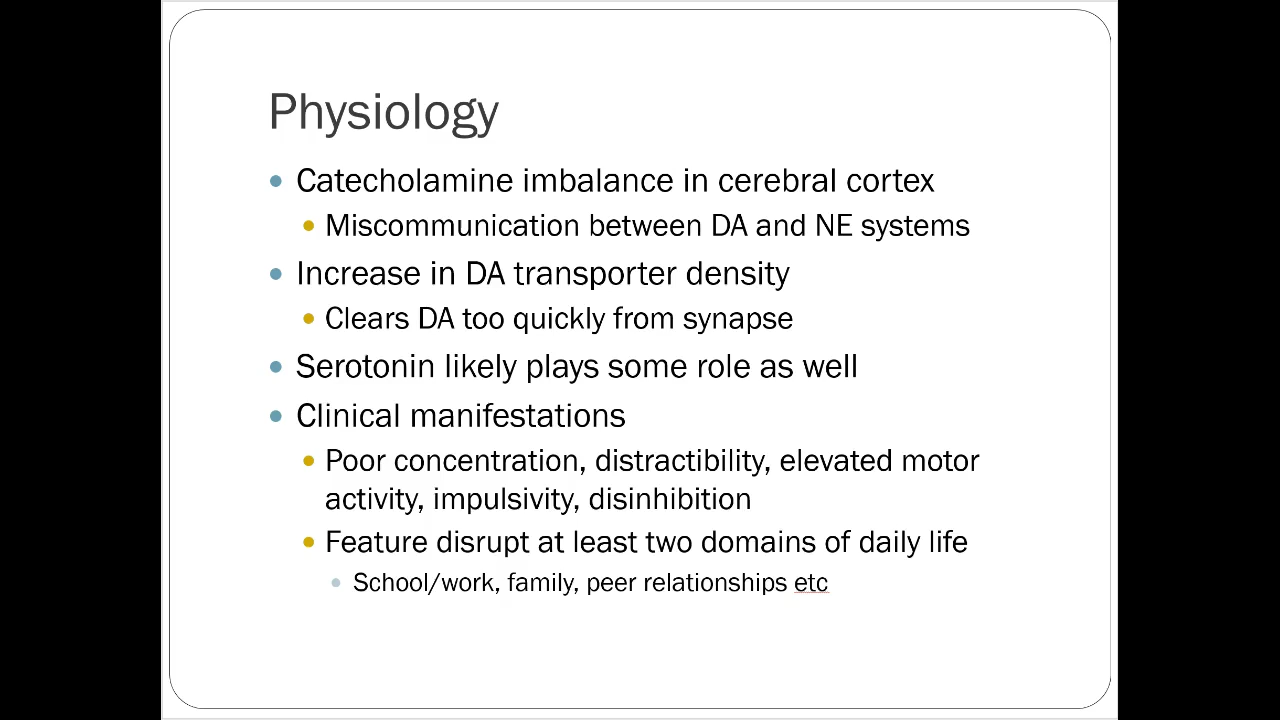 Physiology
Catecholamine imbalance in cerebral cortex
Miscommunication between DA and NE systems
Increase in DA transporter density
Clears DA too quickly from synapse
Serotonin likely plays some role as well
Clinical manifestations
Poor concentration, distractibility, elevated motor
activity, impulsivity, disinhibition
Feature disrupt at least two domains of daily life
School/work, family, peer relationships etc